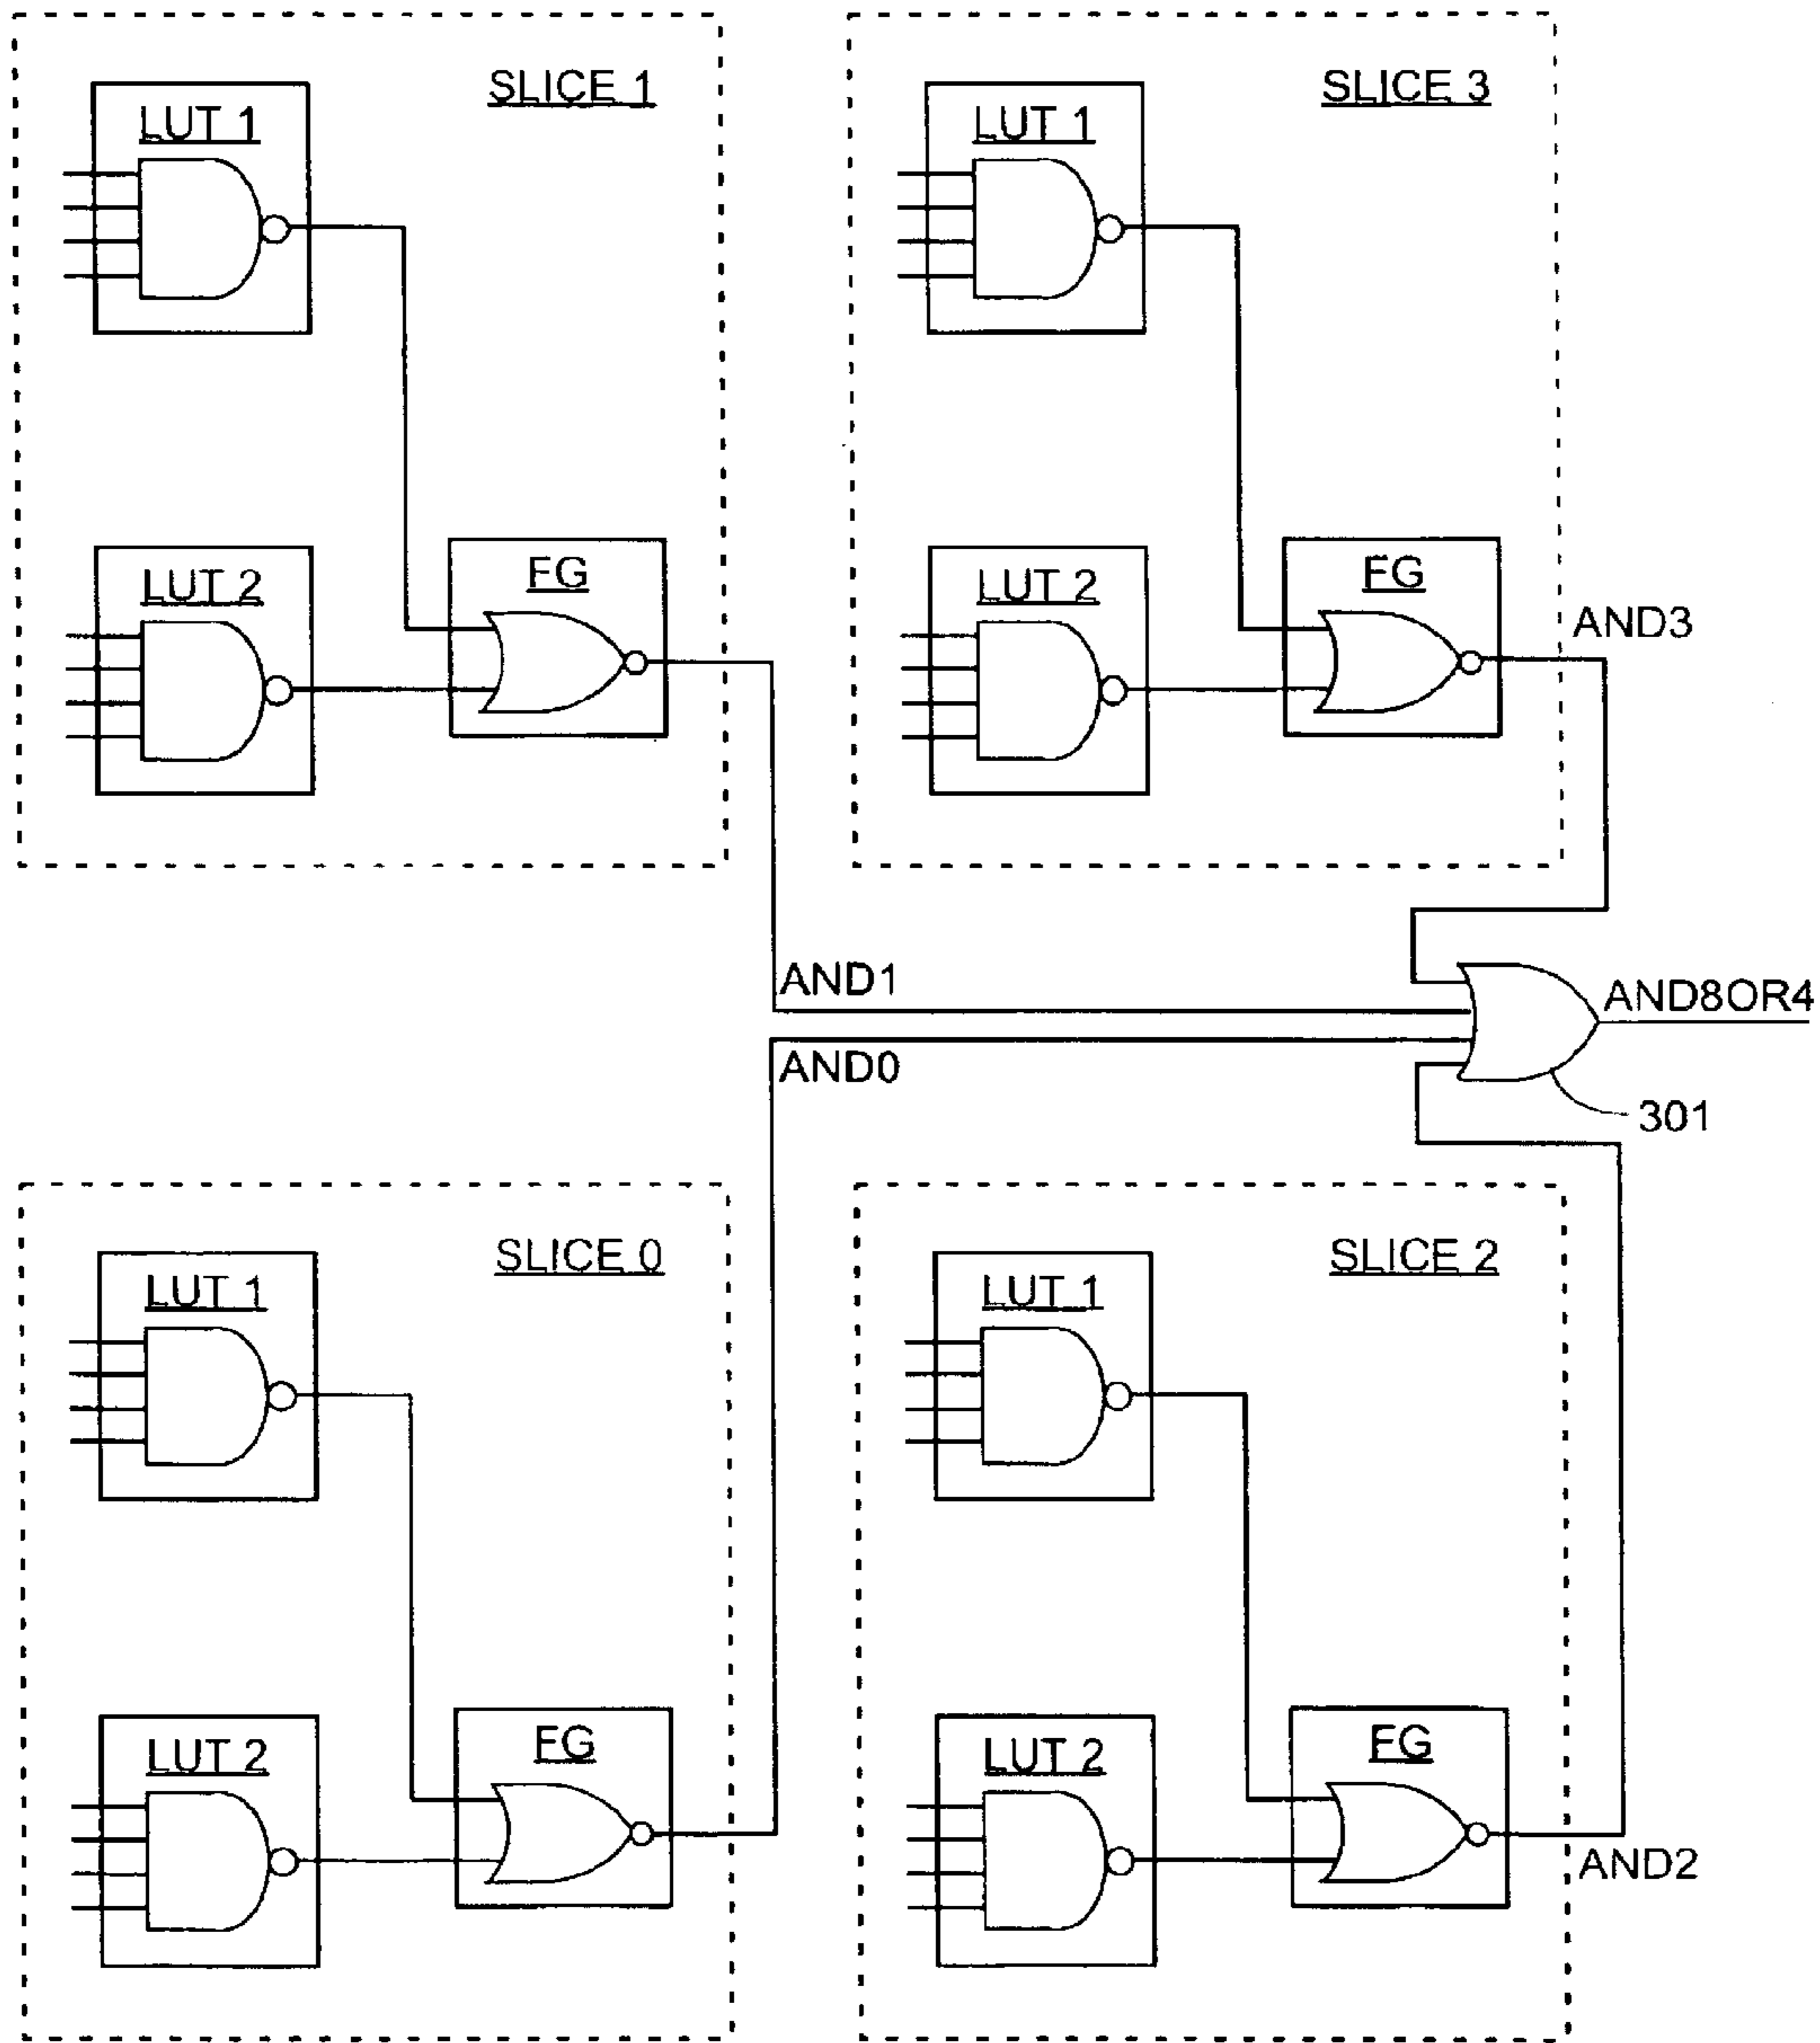 SLICE 1
LUT 1
LUT 2
FG
SLICE 3
LUT 1
LUT 2
FG
AND3
AND1
AND0
AND8OR4
301
SLICE 0
LUT 1
LUT 2
FG
SLICE 2
LUT 1
LUT 2
FG
AND2